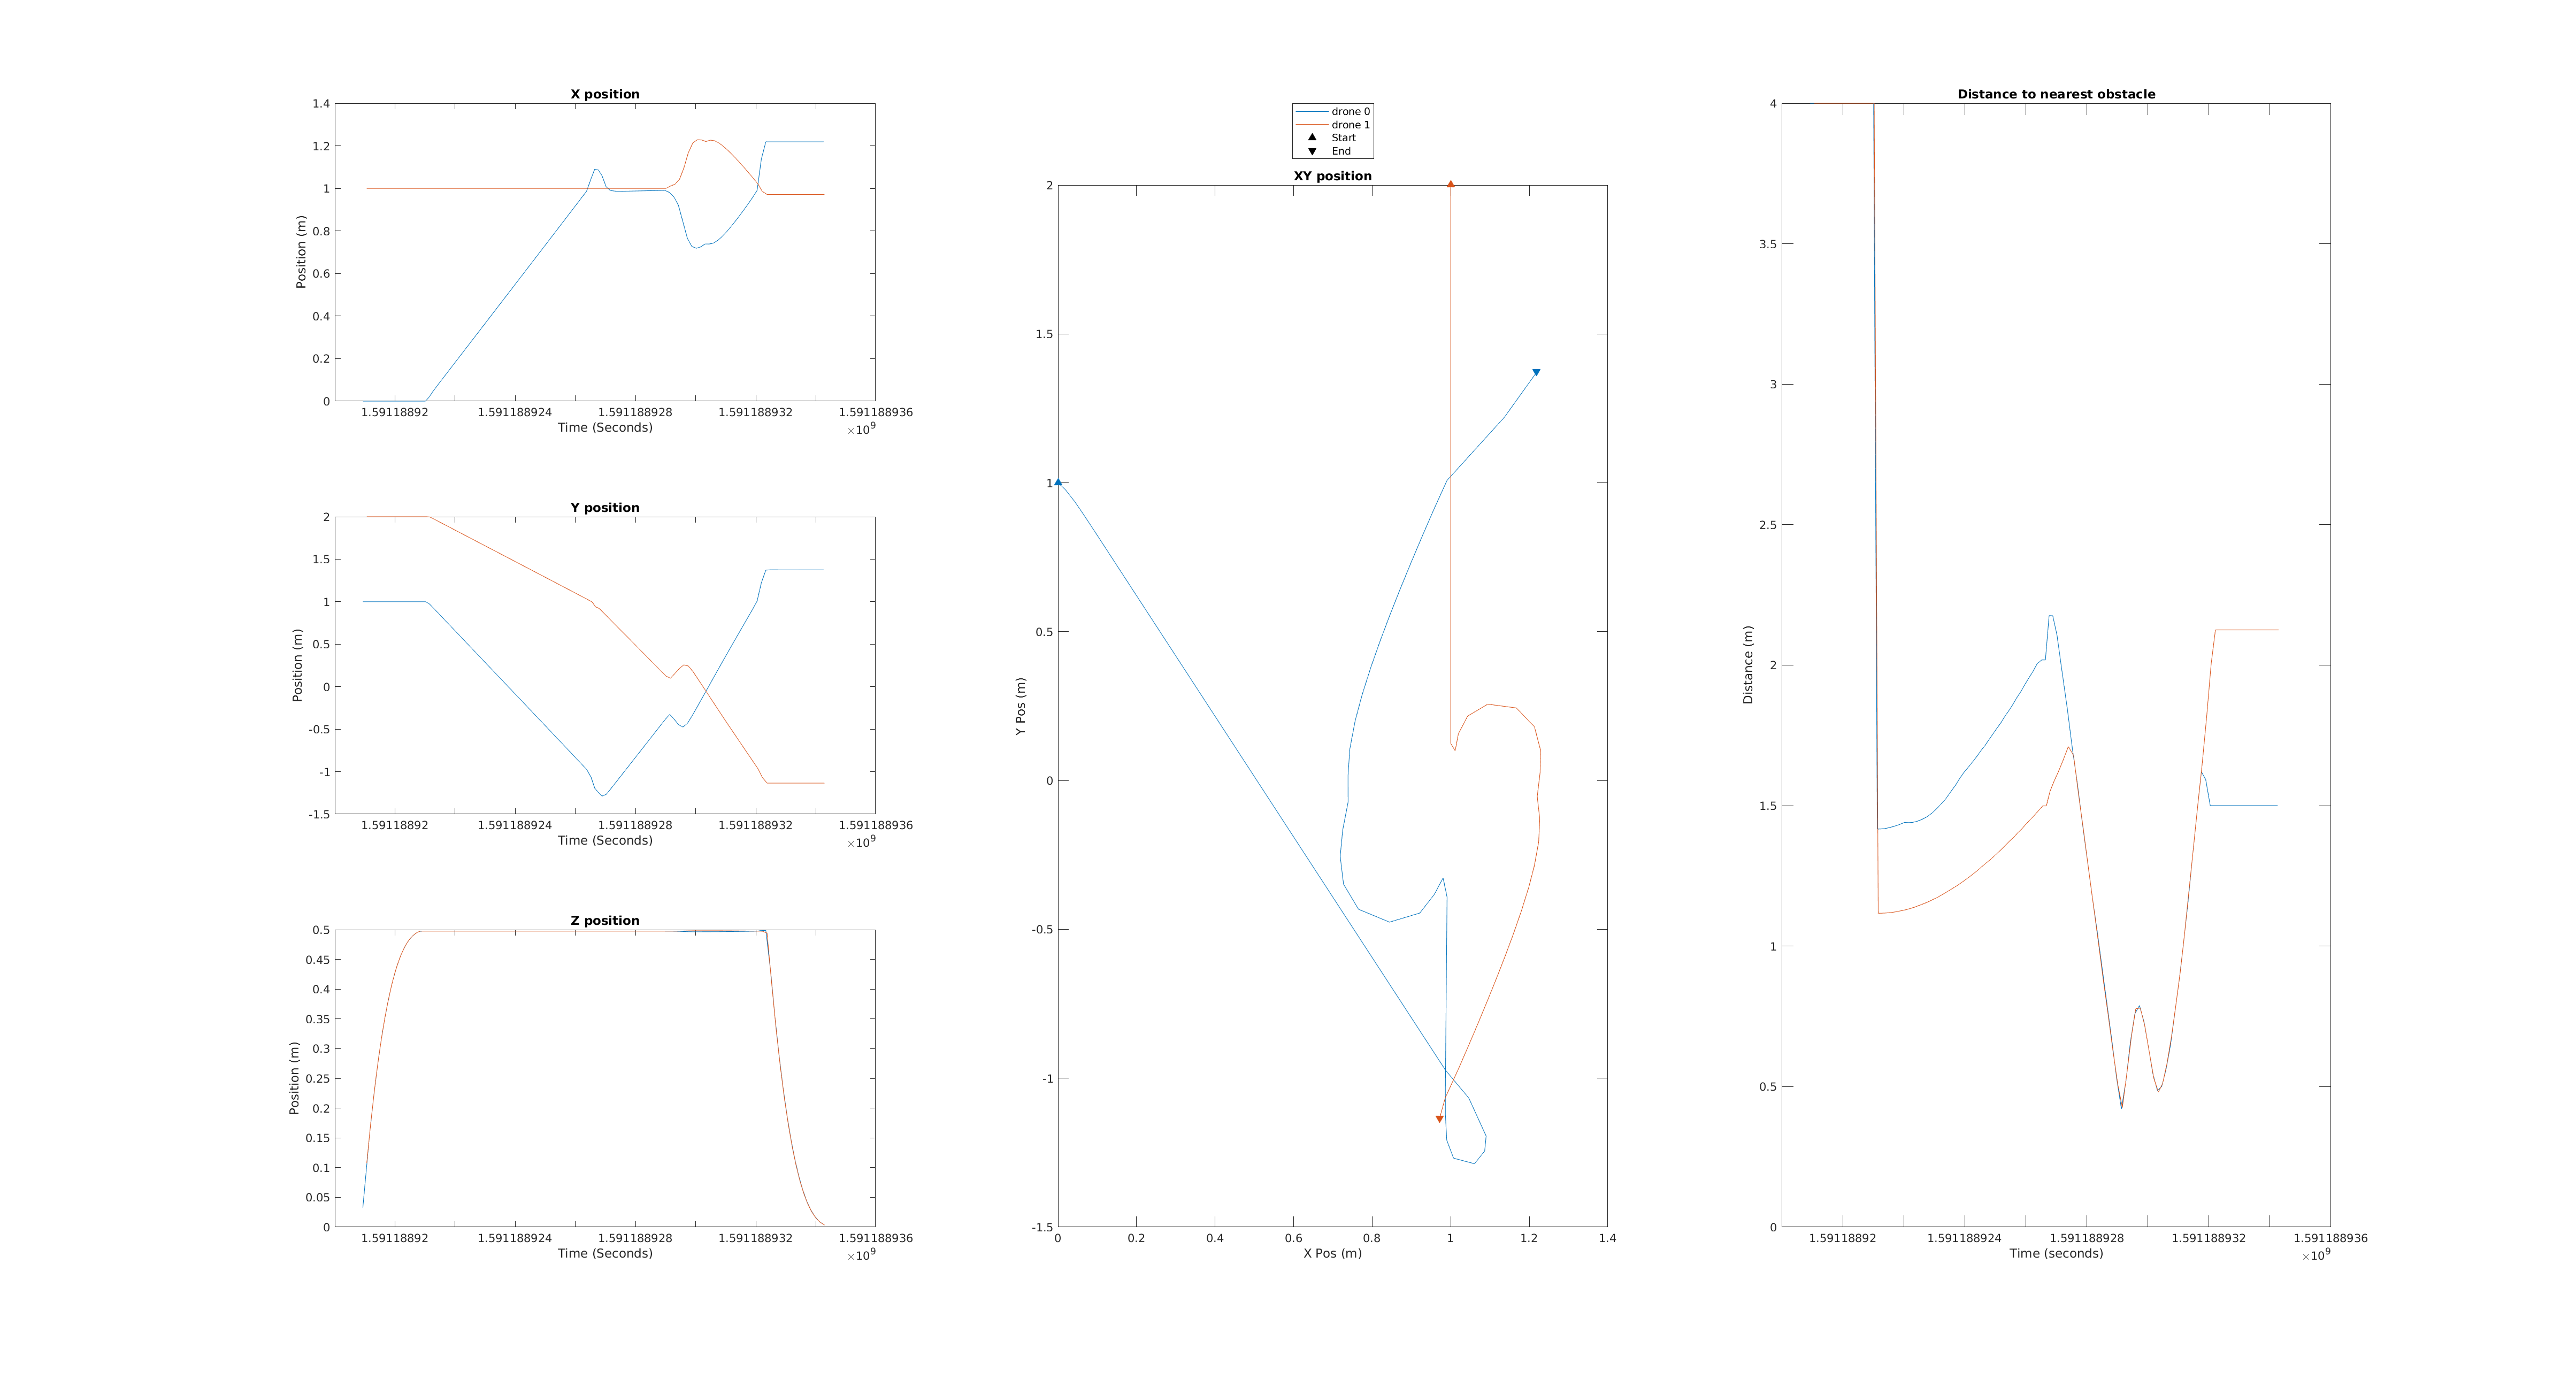 X position
1.4
1.2
1
0.8
0.6
0.4
0.2
0
Position (m)
1.59118892 1.591188924 1.591188928 1.591188932 1.591188936
Time (Seconds)
×10^9
Y position
2
1.5
1
0.5
0
-0.5
-1
-1.5
Position (m)
1.59118892 1.591188924 1.591188928 1.591188932 1.591188936
Time (Seconds)
×10^9
Z position
0.5
0.45
0.4
0.35
0.3
0.25
0.2
0.15
0.1
0.05
0
Position (m)
1.59118892 1.591188924 1.591188928 1.591188932 1.591188936
Time (Seconds)
×10^9
drone 0
drone 1
Start
End
XY position
2
1.5
1
0.5
0
-0.5
-1
-1.5
Y Pos (m)
0 0.2 0.4 0.6 0.8 1 1.2 1.4
X Pos (m)
Distance to nearest obstacle
4
3.5
3
2.5
2
1.5
1
0.5
0
Distance (m)
1.59118892 1.591188924 1.591188928 1.591188932 1.591188936
Time (seconds)
×10^9